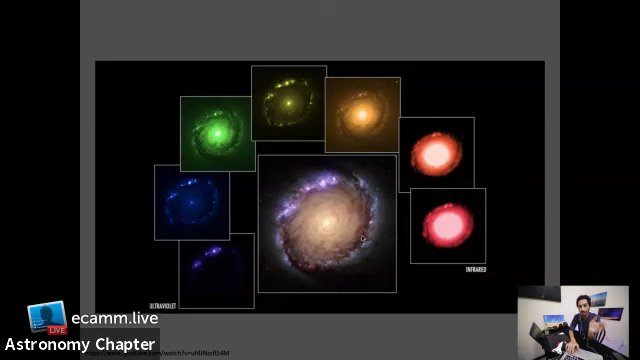 INFRARED
ULTRAVIOLET
ecamm.live
LIVE
Astronomy Chapter